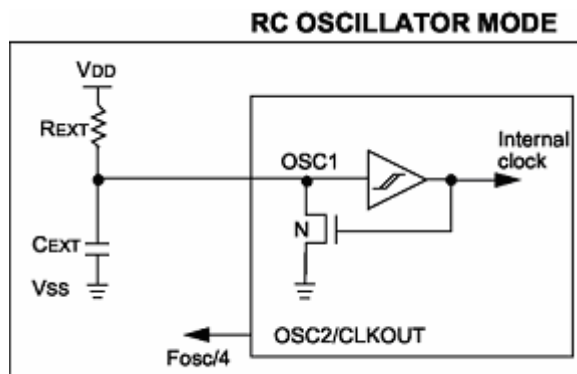 RC OSCILLATOR MODE
VDD
REXT
OSC1
Internal
clock
N
CEXT
VSS
OSC2/CLKOUT
Fosc/4